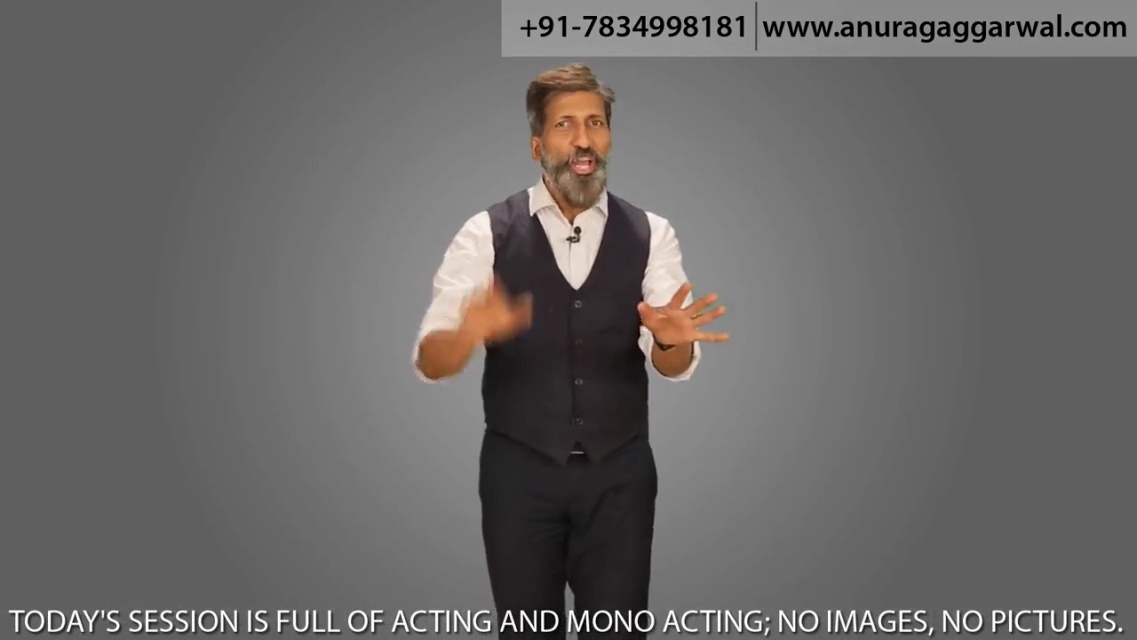 +91-7834998181 | www.anuragaggarwal.com
TODAY'S SESSION IS FULL OF ACTING AND MONO ACTING; NO IMAGES, NO PICTURES.